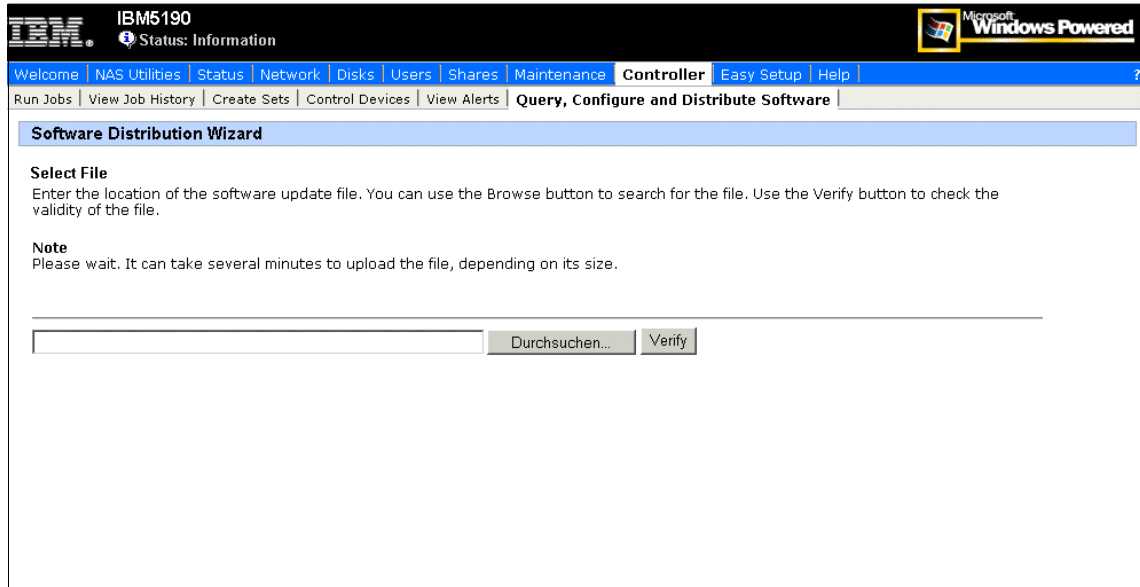 IBM
IBM5190
Status: Information
Microsoft
Windows Powered
Welcome | NAS Utilities | Status | Network | Disks | Users | Shares | Maintenance | Controller | Easy Setup | Help | ?
Run Jobs | View Job History | Create Sets | Control Devices | View Alerts | Query, Configure and Distribute Software |
Software Distribution Wizard
Select File
Enter the location of the software update file. You can use the Browse button to search for the file. Use the Verify button to check the
validity of the file.
Note
Please wait. It can take several minutes to upload the file, depending on its size.
Durchsuchen... Verify